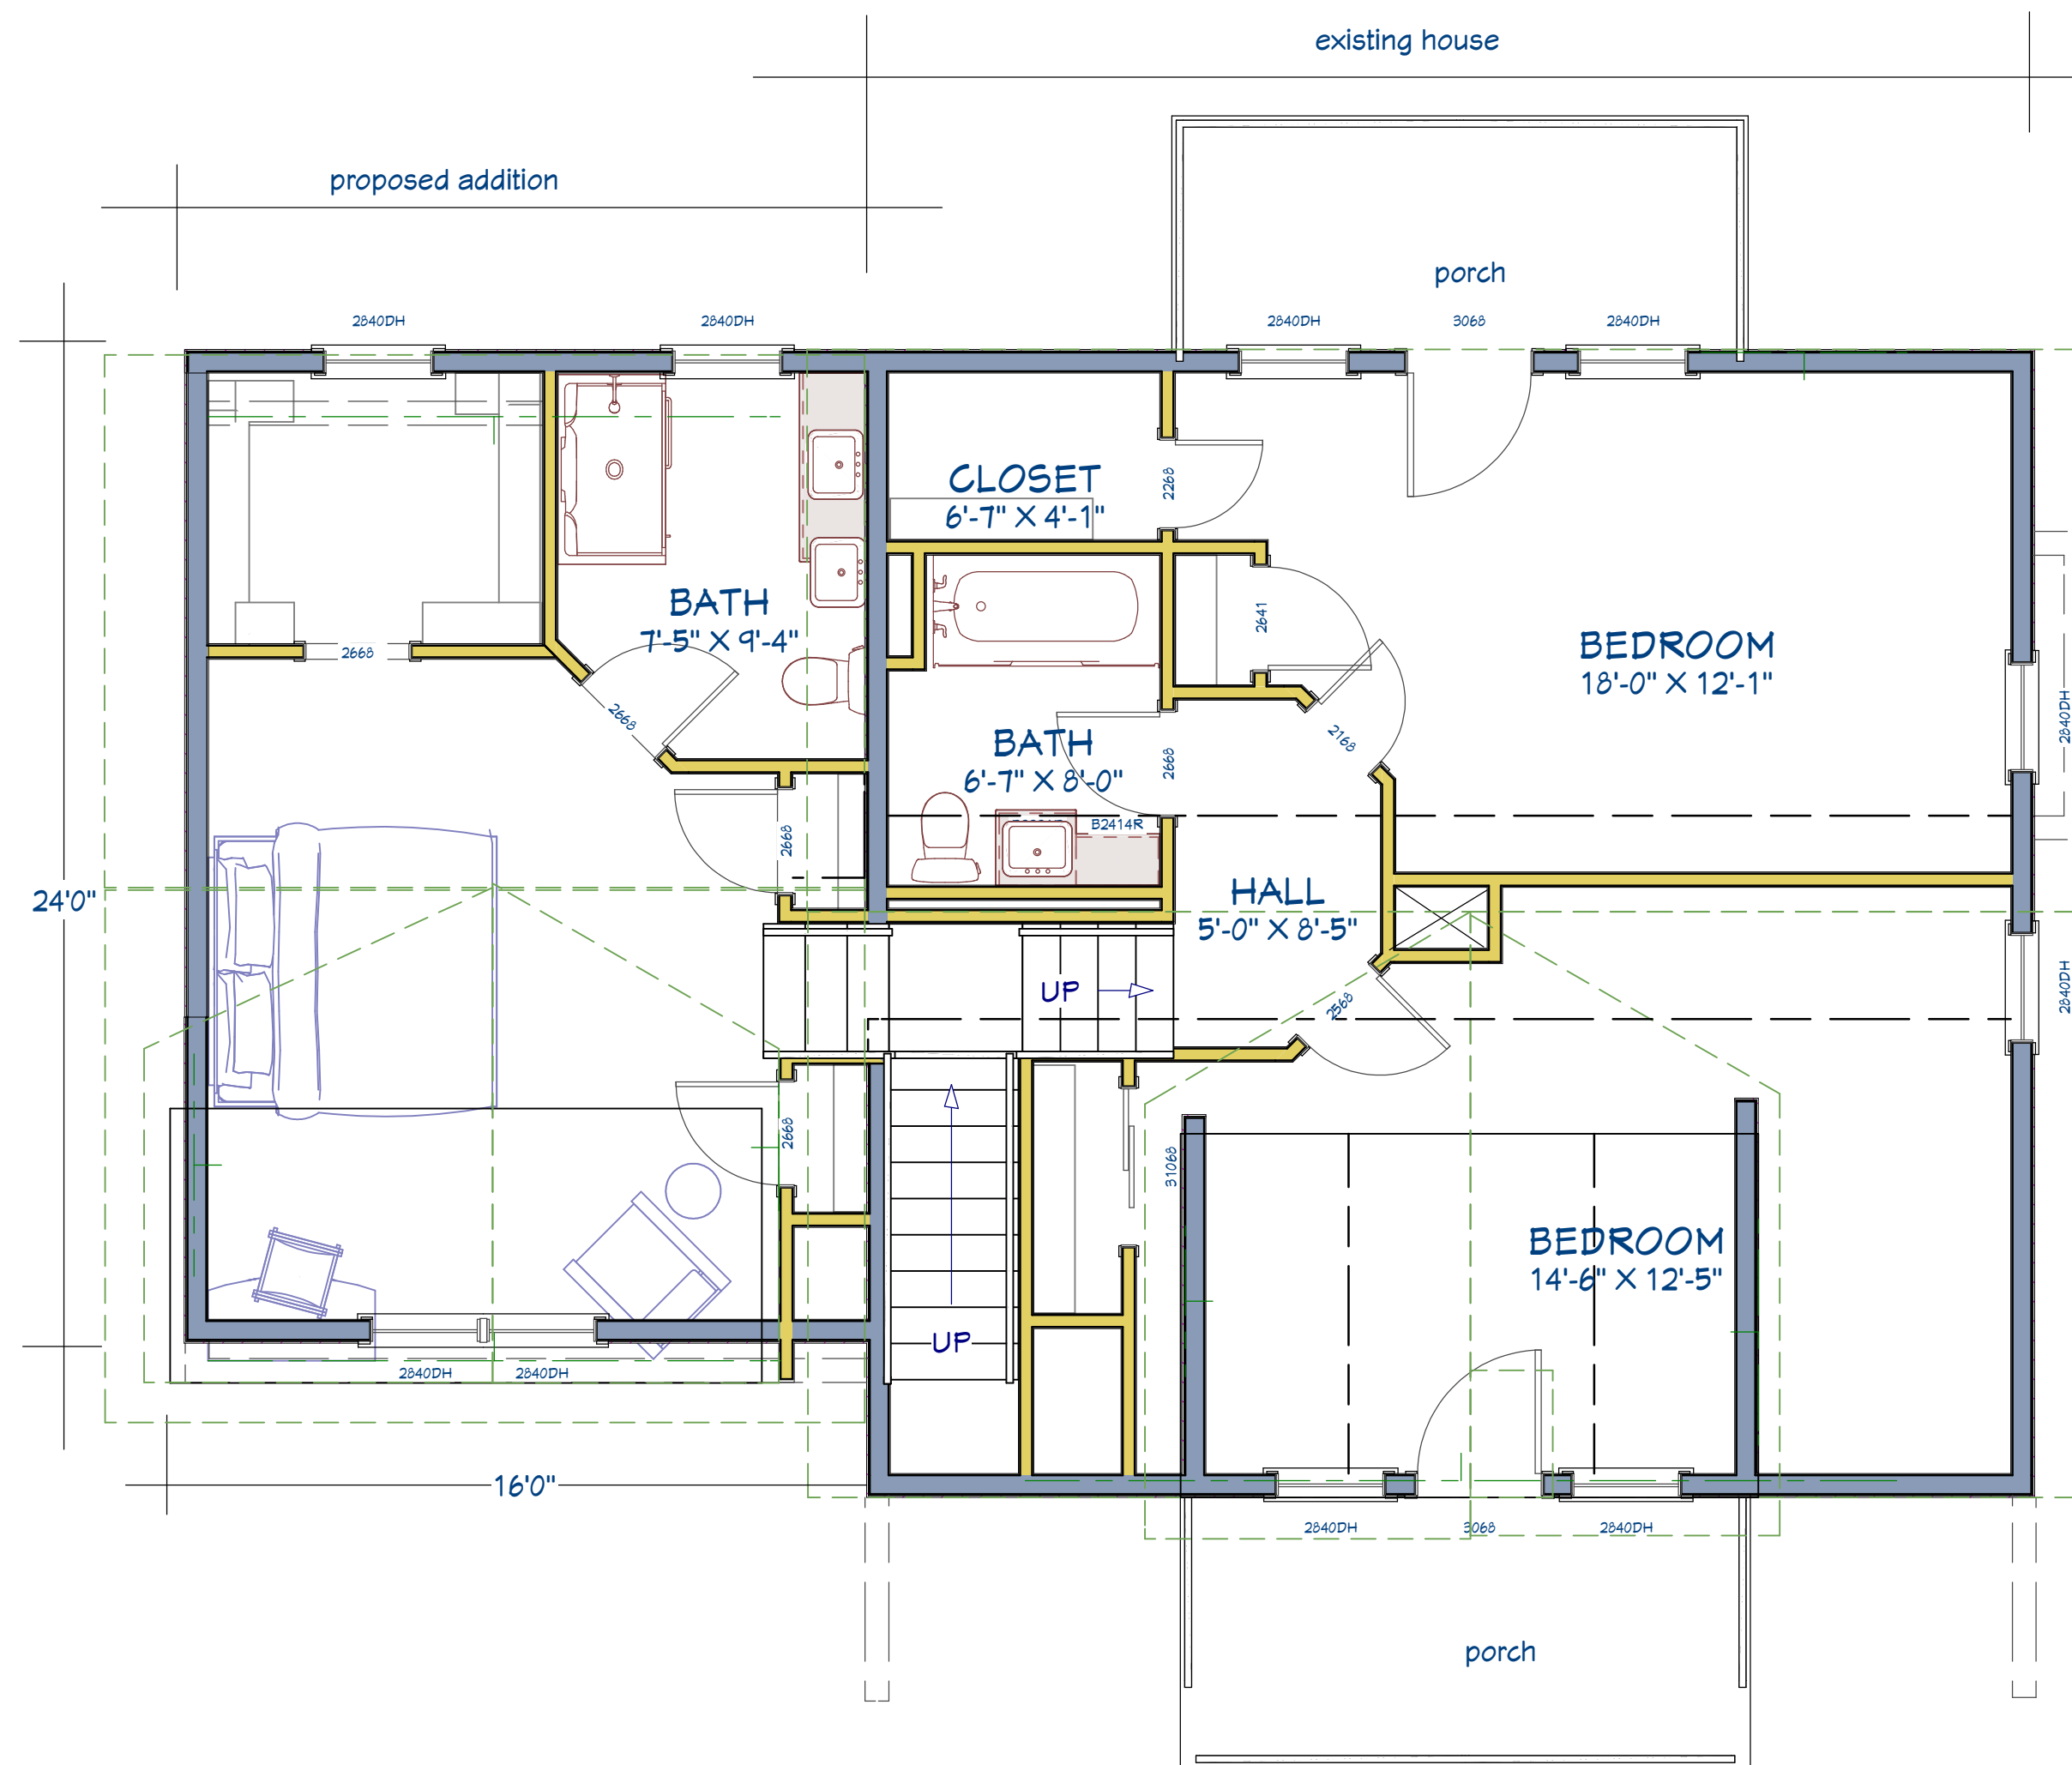 existing house
proposed addition
porch
2840DH
2840DH
2840DH
3068
2840DH
CLOSET
6'-7" X 4'-1"
2268
BATH
7'-5" X 9'-4"
2641
BEDROOM
18'-0" X 12'-1"
2668
2668
2168
2840DH
BATH
6'-7" X 8'-0"
2668
B2414R
2668
HALL
5'-0" X 8'-5"
24'0"
UP
2568
2840DH
2668
31068
BEDROOM
14'-6" X 12'-5"
UP
2840DH
2840DH
16'0"
2840DH
3068
2840DH
porch